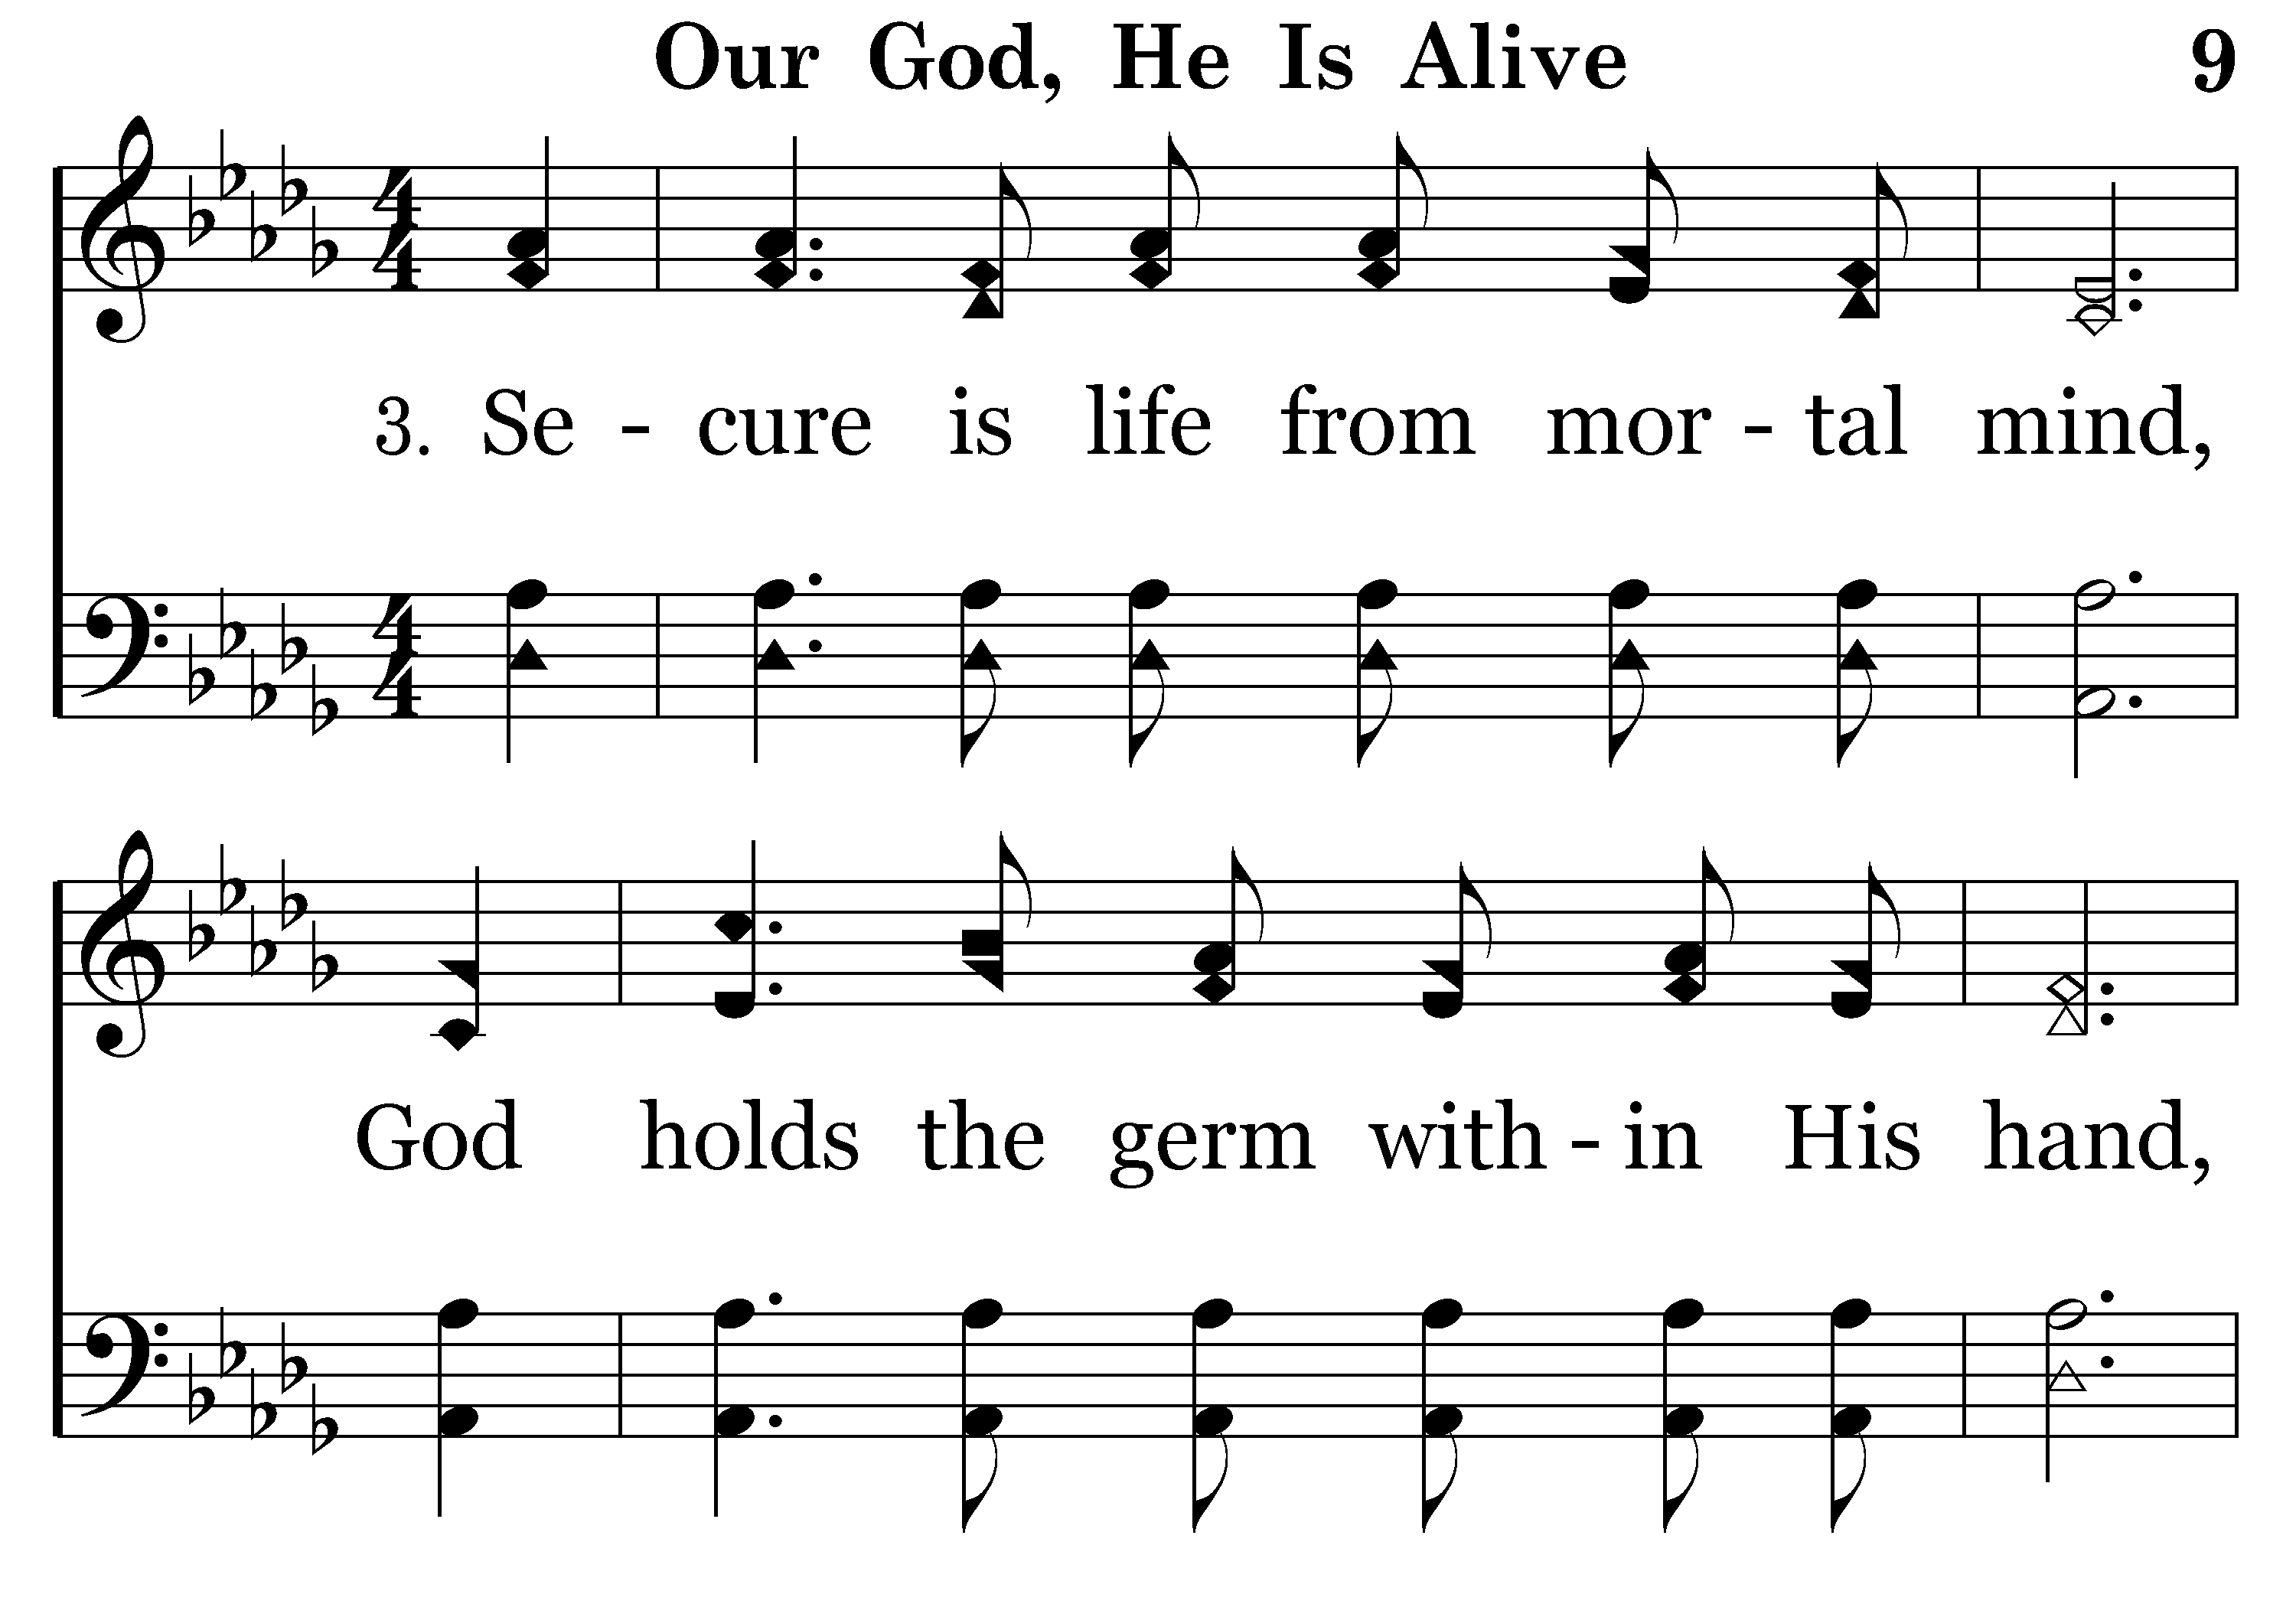 Our God, He Is Alive 9
3. Se - cure is life from mor - tal mind,
God holds the germ with - in His hand,